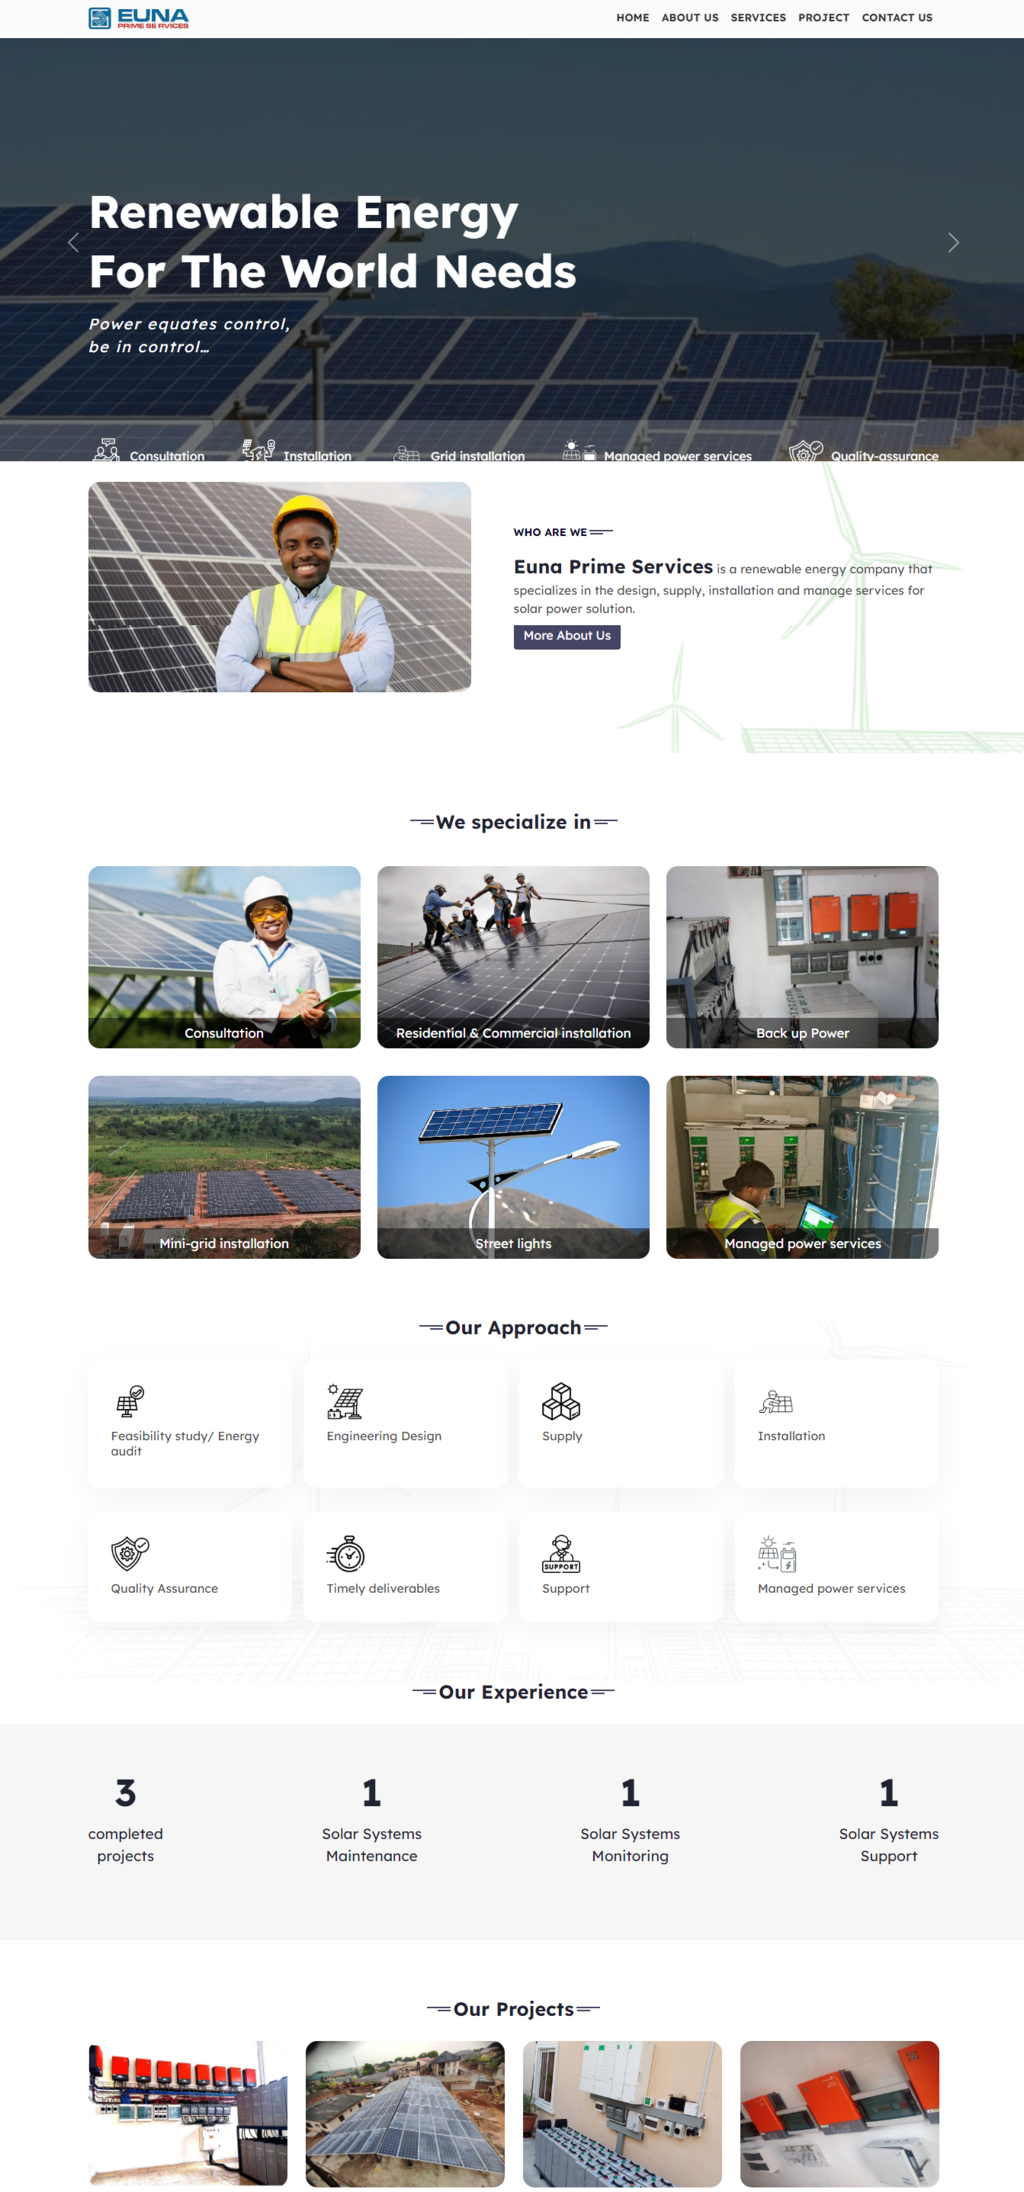 EUNA
PRIME SERVICES
HOME ABOUT US SERVICES PROJECT CONTACT US
Renewable Energy
For The World Needs
Power equates control,
be in control...
Consultation Installation Grid installation Managed power services Quality-assurance
WHO ARE WE
Euna Prime Services is a renewable energy company that
specializes in the design, supply, installation and manage services for
solar power solution.
More About Us
We specialize in
Consultation
Residential & Commercial installation
Back up Power
Mini-grid installation
Street lights
Managed power services
Our Approach
Feasibility study/ Energy
audit
Engineering Design
Supply
Installation
Quality Assurance
Timely deliverables
SUPPORT
Support
Managed power services
Our Experience
3
completed
projects
1
Solar Systems
Maintenance
1
Solar Systems
Monitoring
1
Solar Systems
Support
Our Projects